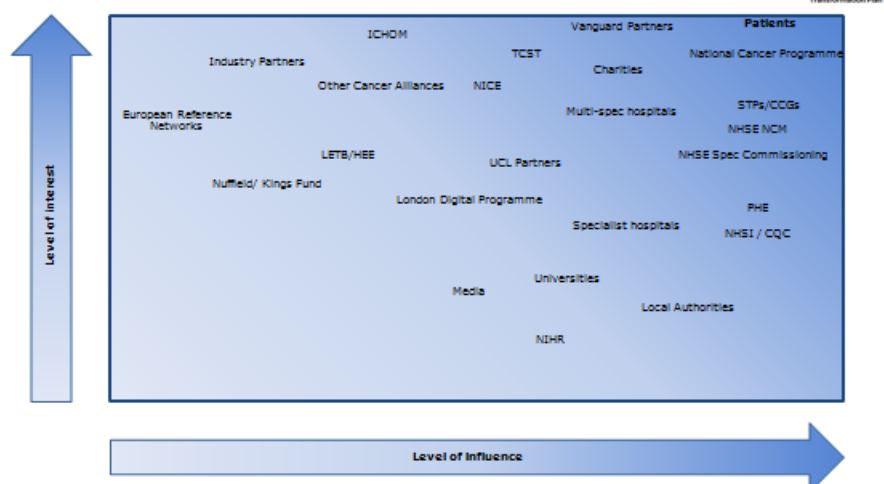 Transformation Plan
Patients
Vanguard Partners
ICHOM
TCST
National Cancer Programme
Industry Partners
Charities
Other Cancer Alliances
NICE
STPs/CCGs
Multi-spec hospitals
European Reference
Networks
NHSE NCM
LETB/HEE
NHSE Spec Commissioning
UCL Partners
Nuffield/ Kings Fund
London Digital Programme
PHE
Specialist hospitals
NHSI / CQC
Universities
Media
Local Authorities
NIHR
Level of interest
Level of influence